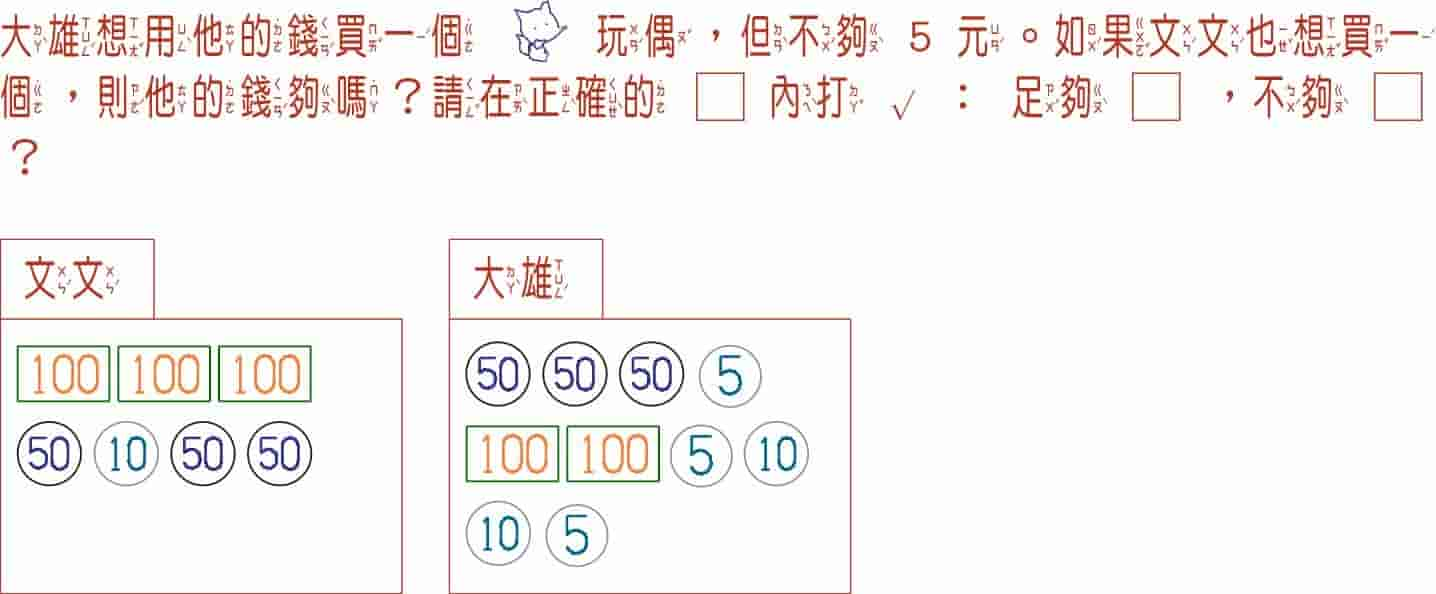 大雄想用他的錢買一個 玩偶，但不夠 5 元。如果文文也想買一
個，則他的錢夠嗎？請在正確的 □ 內打 √ ： 足夠 □ ，不夠 □
？
文文
大雄
100 100 100
50 10 50 50
50 50 50 5
100 100 5 10
10 5